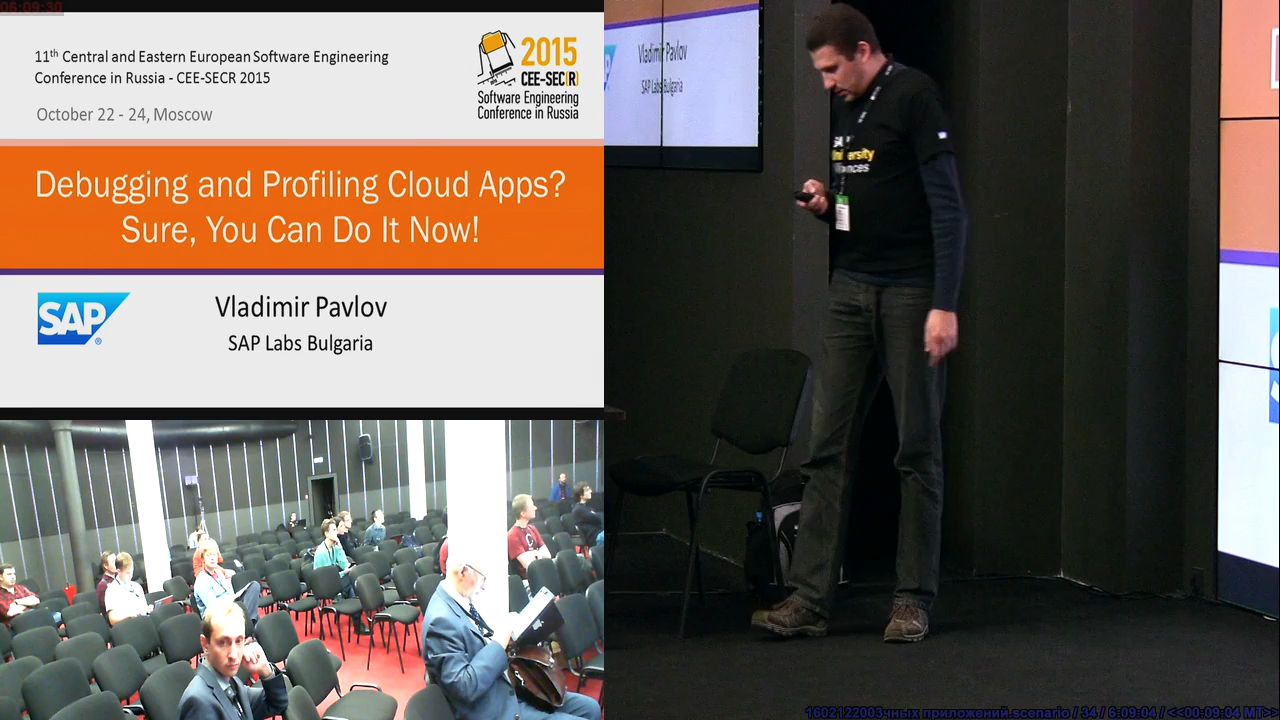 06:09:30
11th Central and Eastern European Software Engineering
Conference in Russia - CEE-SECR 2015
October 22 - 24, Moscow
2015
CEE-SEC(R)
Software Engineering
Conference in Russia
Debugging and Profiling Cloud Apps?
Sure, You Can Do It Now!
SAP
®
Vladimir Pavlov
SAP Labs Bulgaria
Vladimir Pavlov
SAP Labs Bulgaria
1602122003чных приложений.scenario / 34 / 6:09:04 / <<00:09:04 MT>>